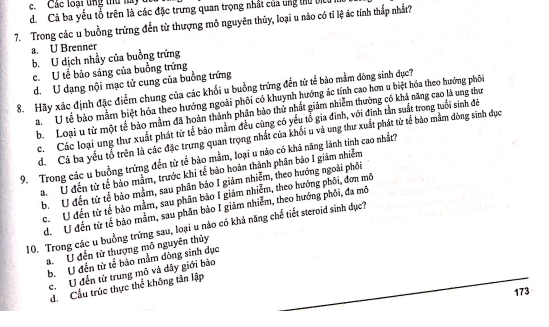 c. Các loại ung thư này đều
d. Cả ba yếu tố trên là các đặc trưng quan trọng nhất của ung thư
7. Trong các u buồng trứng đến từ thượng mô nguyên thủy, loại u nào có tỉ lệ ác tính thấp nhất?
a. U Brenner
b. U dịch nhầy của buồng trứng
c. U tế bào sáng của buồng trứng
d. U dạng nội mạc tử cung của buồng trứng
8. Hãy xác định đặc điểm chung của các khối u buồng trứng đến từ tế bào mầm dòng sinh dục?
a. U tế bào mầm biệt hóa theo hướng ngoài phôi có khuynh hướng ác tính cao hơn u biệt hóa theo hướng phôi
b. Loại u từ một tế bào mầm đã hoàn thành phân bào thứ nhất giảm nhiễm thường có khả năng cao là ung thư
c. Các loại ung thư xuất phát từ tế bào mầm đều cùng có yếu tố gia đình, với đỉnh tần suất trong tuổi sinh đẻ
d. Cả ba yếu tố trên là các đặc trưng quan trọng nhất của khối u và ung thư xuất phát từ tế bào mầm dòng sinh dục
9. Trong các u buồng trứng đến từ tế bào mầm, loại u nào có khả năng lành tính cao nhất?
a. U đến từ tế bào mầm, trước khi tế bào hoàn thành phân bào I giảm nhiễm
b. U đến từ tế bào mầm, sau phân bào I giảm nhiễm, theo hướng ngoài phôi
c. U đến từ tế bào mầm, sau phân bào I giảm nhiễm, theo hướng phôi, đơn mô
d. U đến từ tế bào mầm, sau phân bào I giảm nhiễm, theo hướng phôi, đa mô
10. Trong các u buồng trứng sau, loại u nào có khả năng chế tiết steroid sinh dục?
a. U đến từ thượng mô nguyên thủy
b. U đến từ tế bào mầm dòng sinh dục
c. U đến từ trung mô và dây giới bào
d. Cấu trúc thực thể không tân lập
173